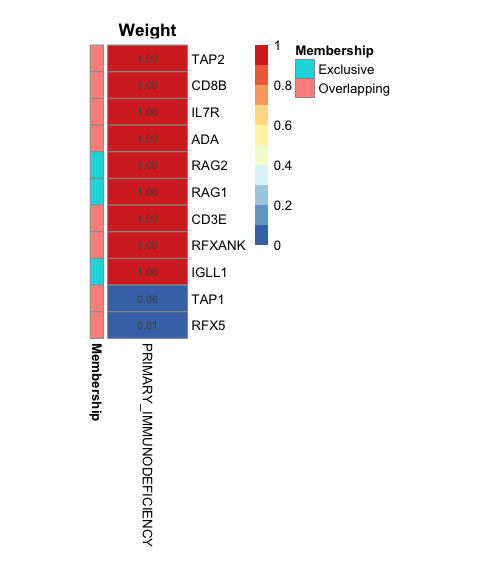 Weight
1.00 TAP2
1.00 CD8B
1.00 IL7R
1.00 ADA
1.00 RAG2
1.00 RAG1
1.00 CD3E
1.00 RFXANK
1.00 IGLL1
0.06 TAP1
0.01 RFX5
Membership
PRIMARY_IMMUNODEFICIENCY
1
0.8
0.6
0.4
0.2
0
Membership
Exclusive
Overlapping